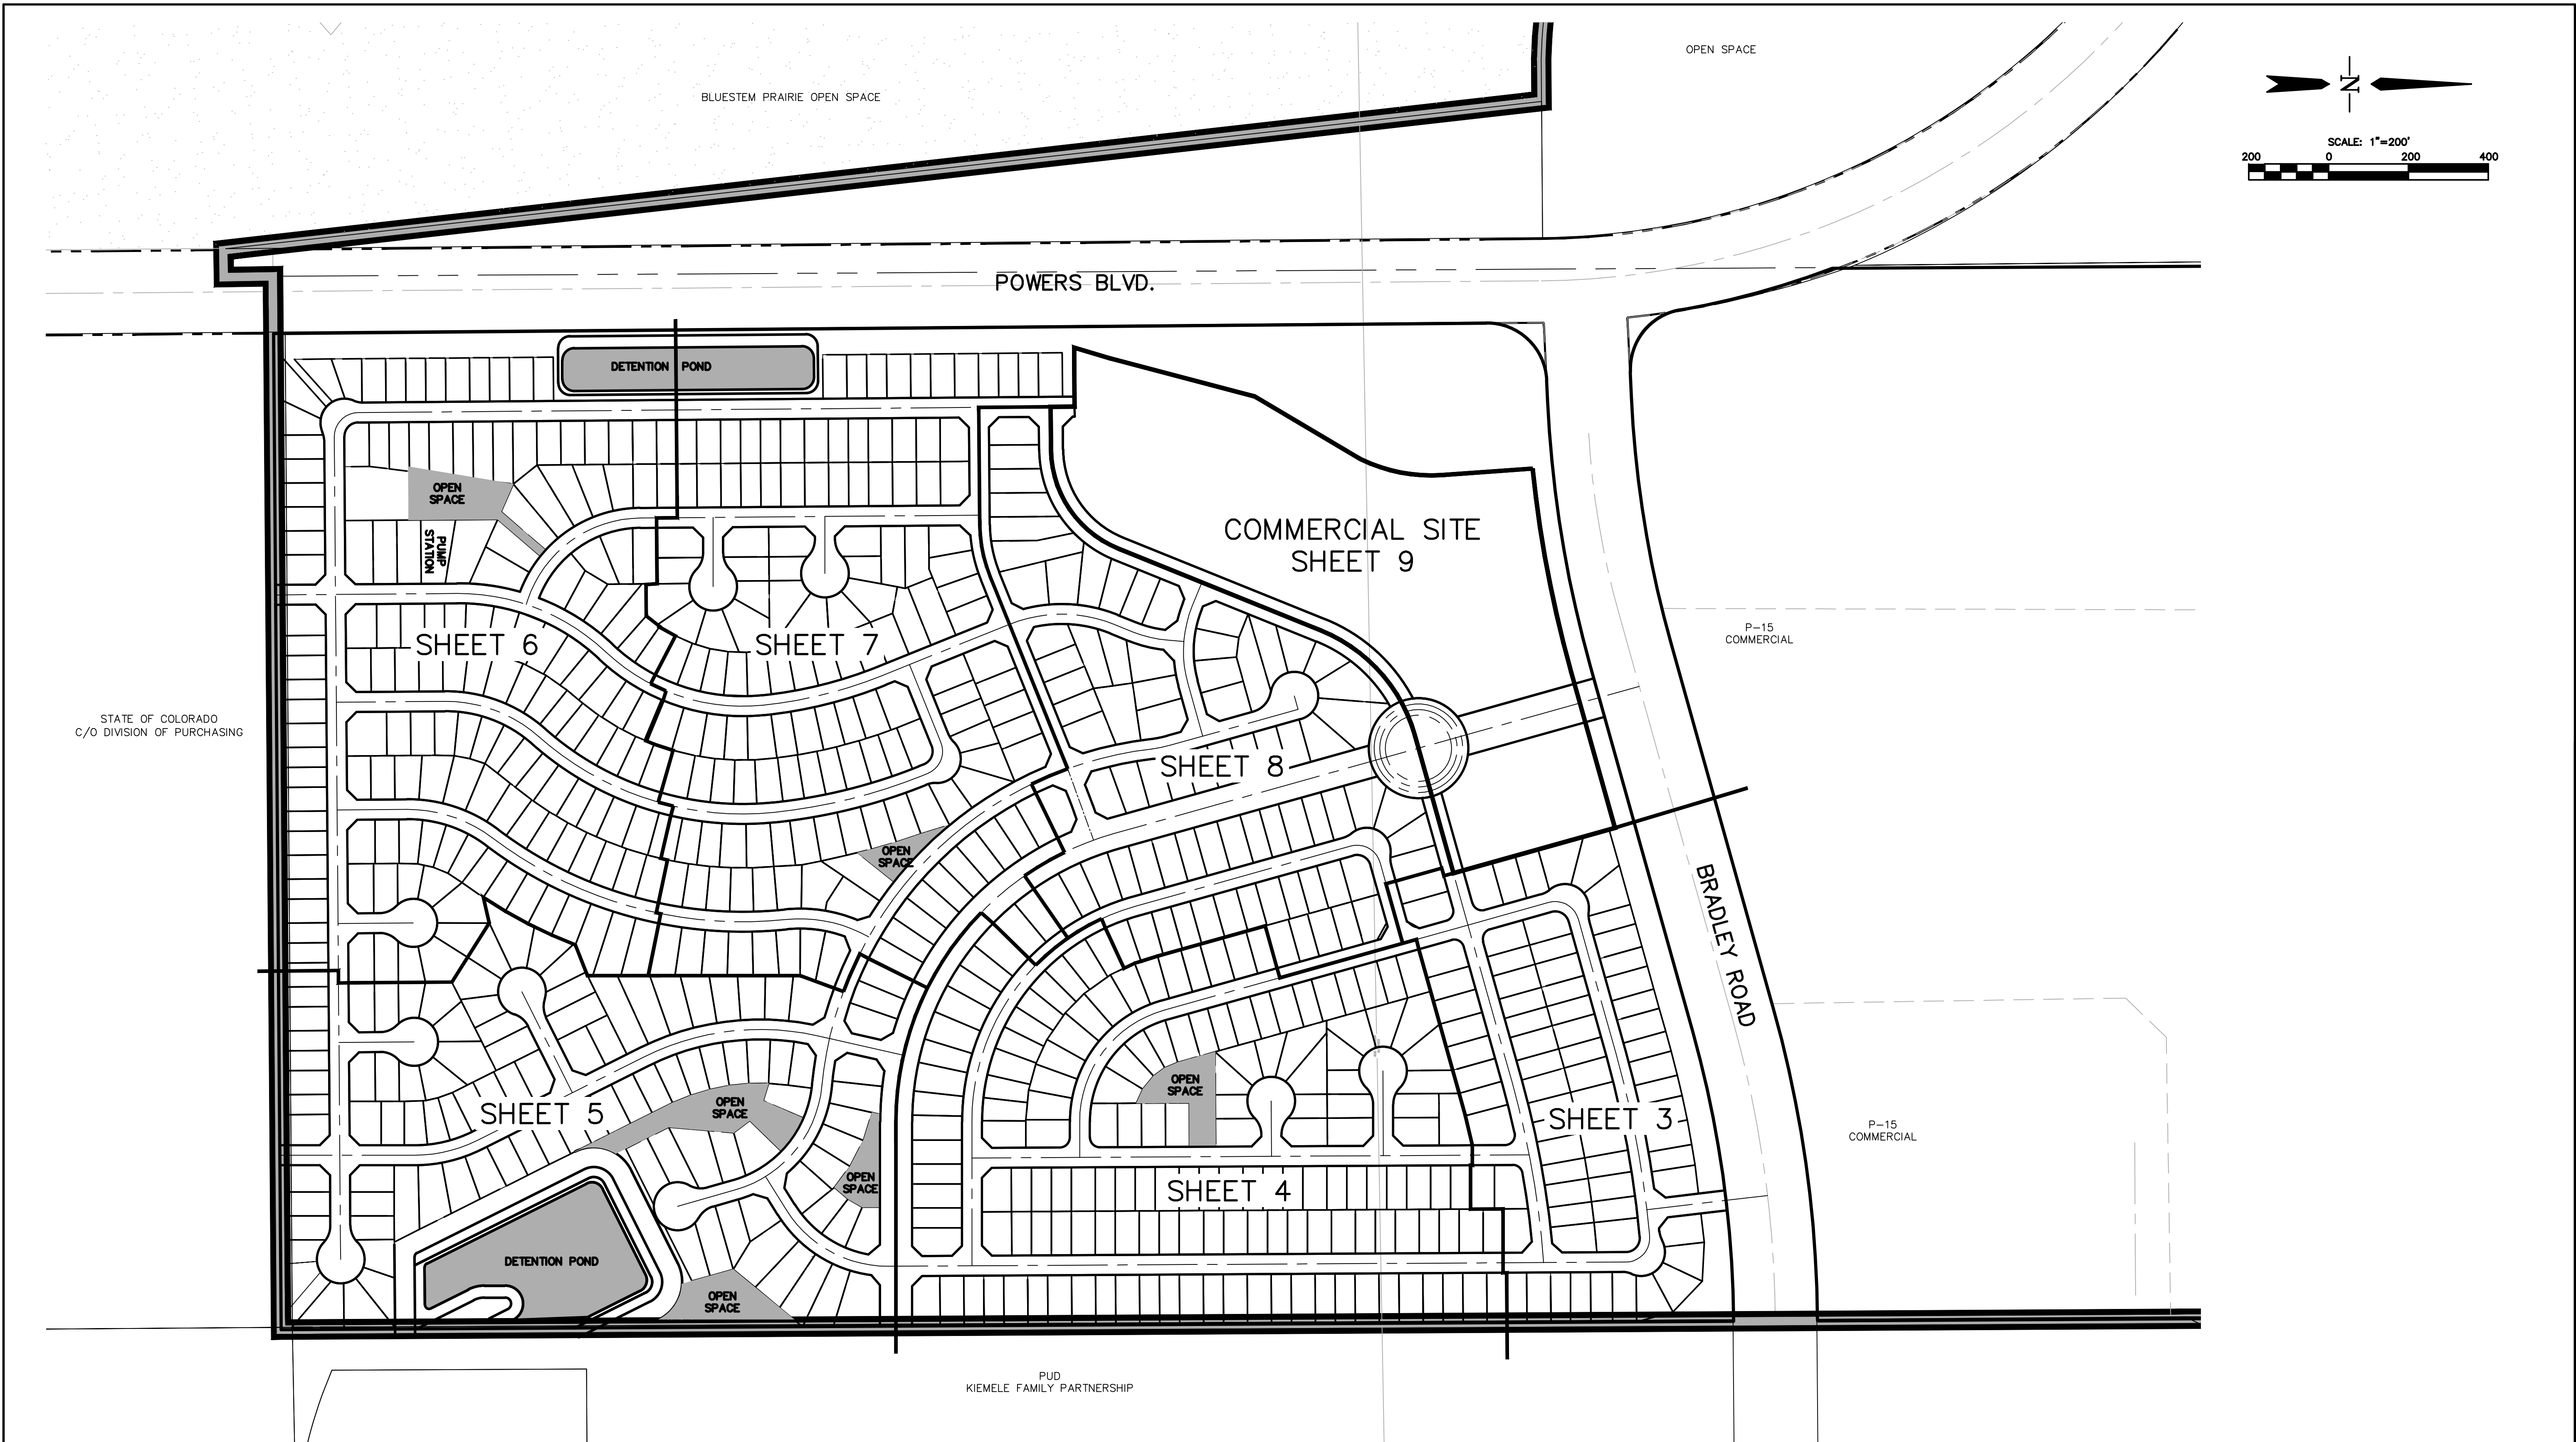 OPEN SPACE
BLUESTEM PRAIRIE OPEN SPACE
N
SCALE: 1"=200'
200 0 200 400
POWERS BLVD.
DETENTION POND
OPEN
SPACE
PUMP
STATION
COMMERCIAL SITE
SHEET 9
SHEET 6
SHEET 7
P-15
COMMERCIAL
STATE OF COLORADO
C/O DIVISION OF PURCHASING
SHEET 8
OPEN
SPACE
BRADLEY ROAD
OPEN
SPACE
OPEN
SPACE
SHEET 5
SHEET 3
P-15
COMMERCIAL
OPEN
SPACE
SHEET 4
DETENTION POND
OPEN
SPACE
PUD
KIEMELE FAMILY PARTNERSHIP